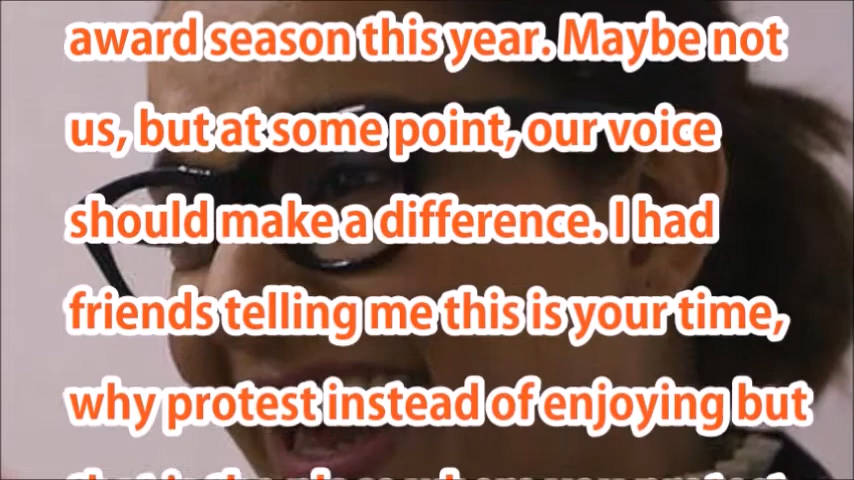 award season this year. Maybe not
us, but at some point, our voice
should make a difference. I had
friends telling me this is your time,
why protest instead of enjoying but